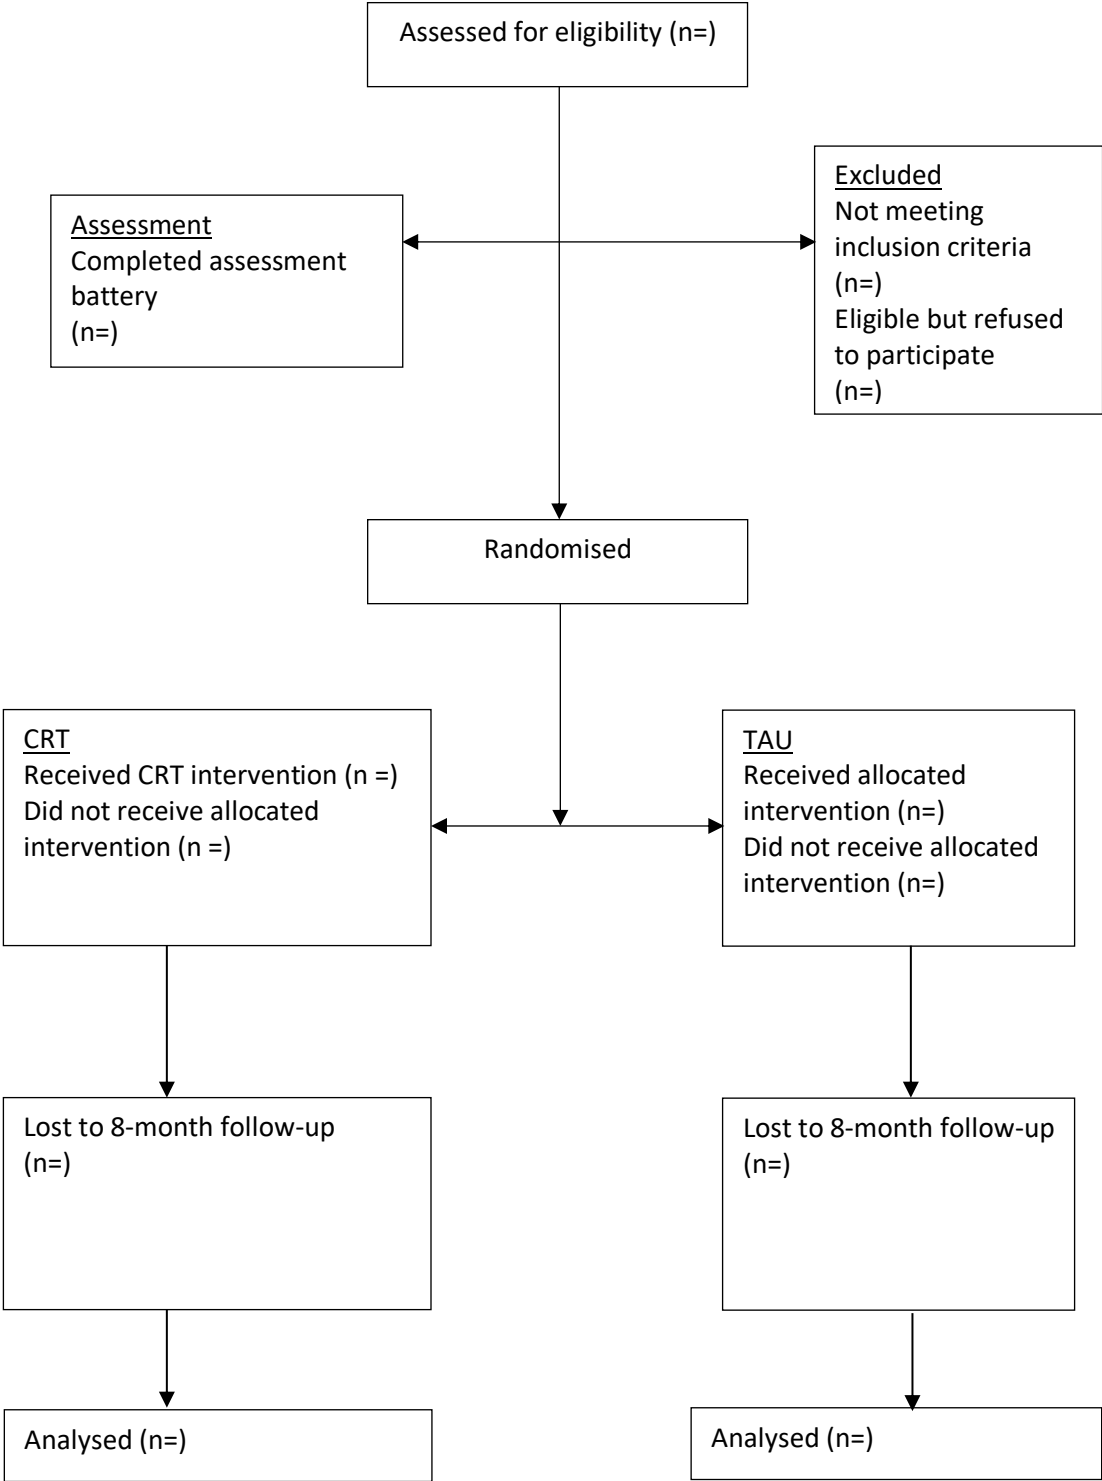 Assessed for eligibility (n=)
Assessment
Completed assessment
battery
(n=)
Excluded
Not meeting
inclusion criteria
(n=)
Eligible but refused
to participate
(n=)
Randomised
CRT
Received CRT intervention (n =)
Did not receive allocated
intervention (n =)
TAU
Received allocated
intervention (n=)
Did not receive allocated
intervention (n=)
Lost to 8-month follow-up
(n=)
Lost to 8-month follow-up
(n=)
Analysed (n=)
Analysed (n=)